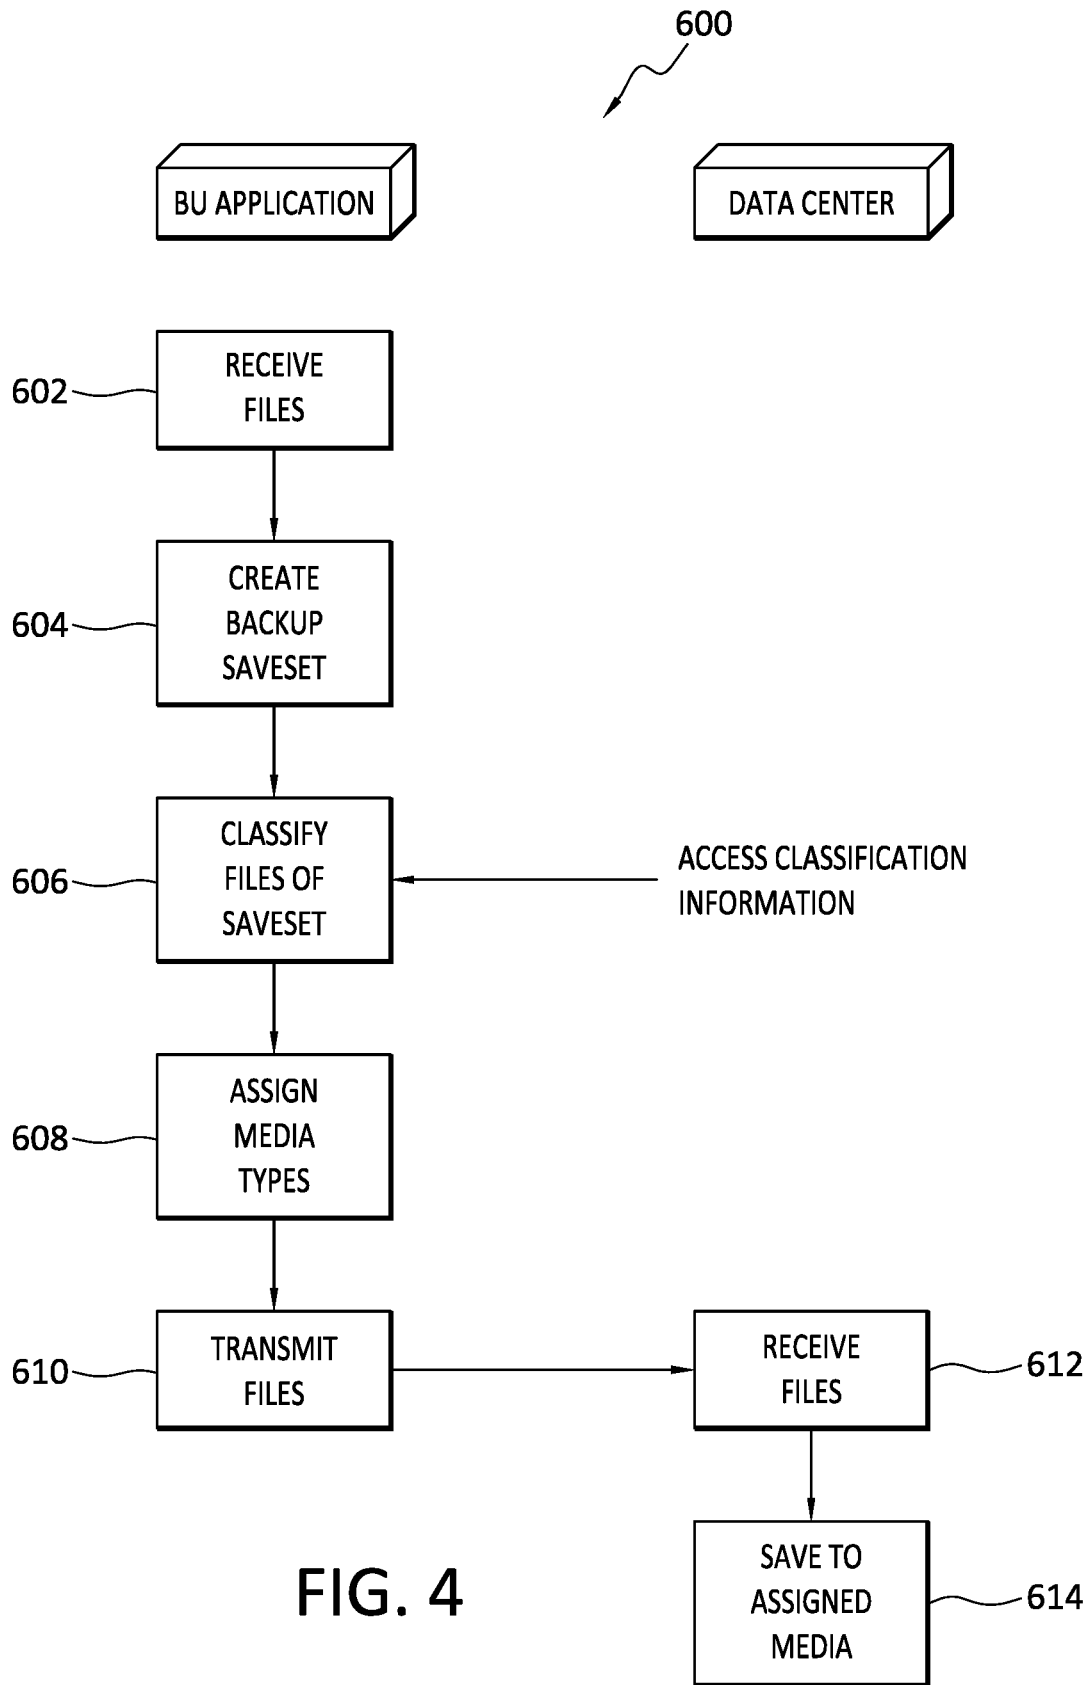 600
BU APPLICATION
DATA CENTER
602
RECEIVE
FILES
604
CREATE
BACKUP
SAVESET
606
CLASSIFY
FILES OF
SAVESET
ACCESS CLASSIFICATION
INFORMATION
608
ASSIGN
MEDIA
TYPES
610
TRANSMIT
FILES
RECEIVE
FILES
612
SAVE TO
ASSIGNED
MEDIA
614
FIG. 4